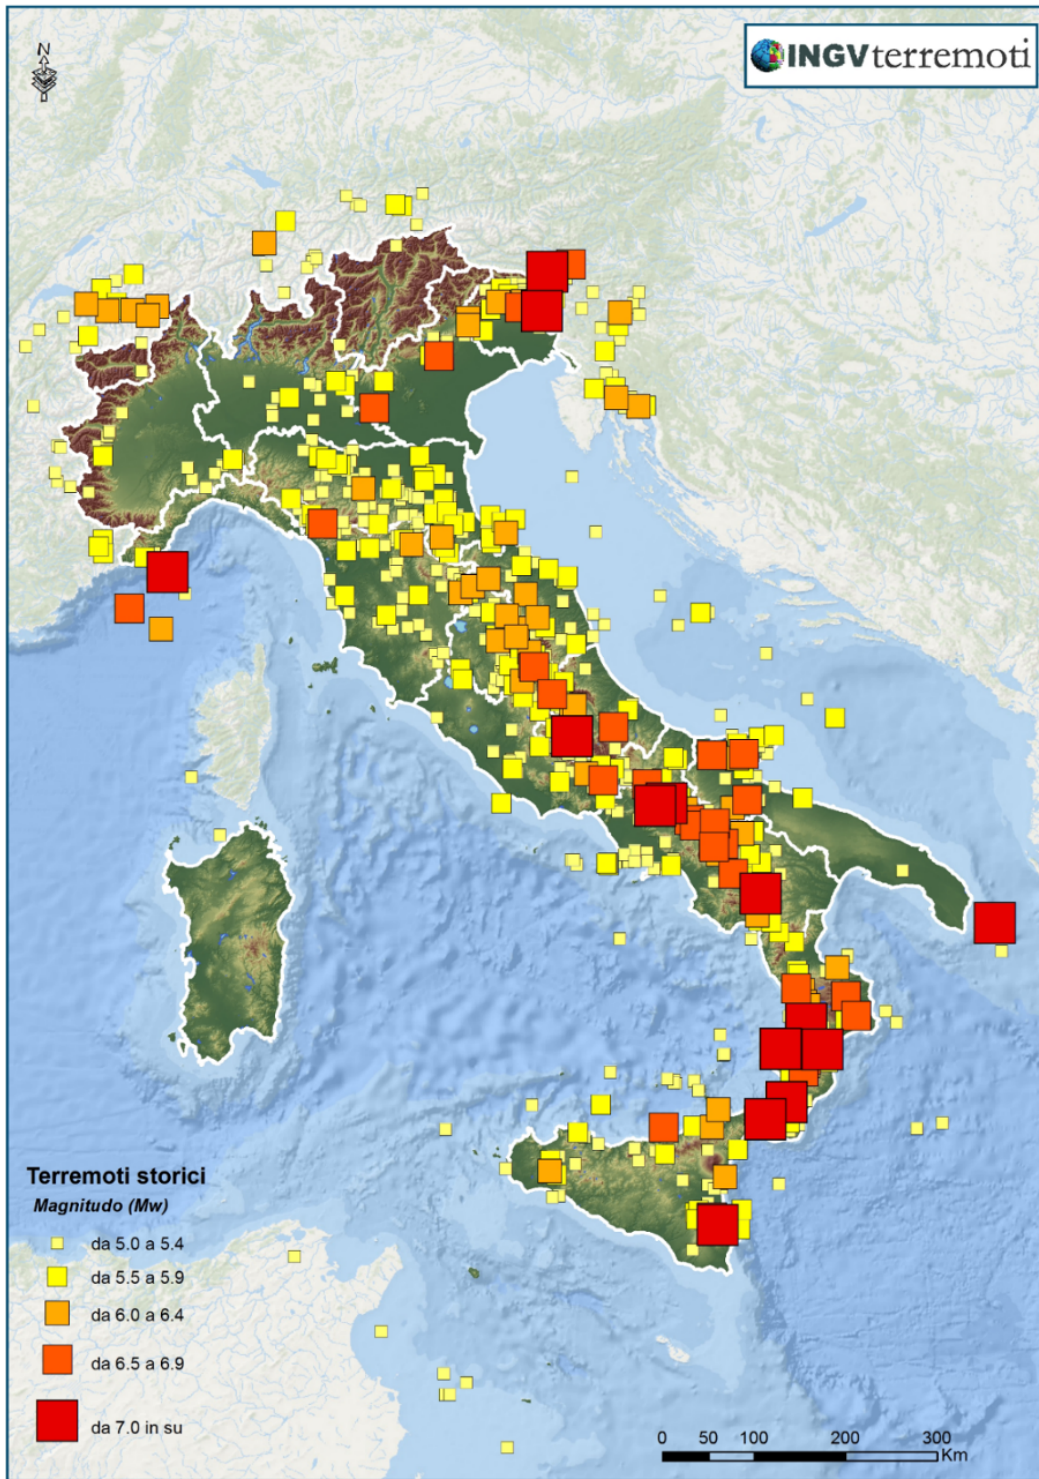 N
INGVterremoti
Terremoti storici
Magnitudo (Mw)
da 5.0 a 5.4
da 5.5 a 5.9
da 6.0 a 6.4
da 6.5 a 6.9
da 7.0 in su
0 50 100 200 300
Km